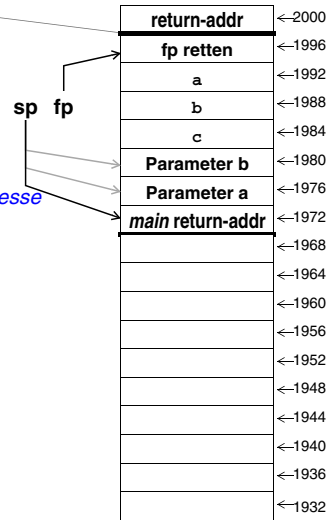 return-addr ←2000
fp retten ←1996
a ←1992
b ←1988
sp fp
c ←1984
Parameter b ←1980
Parameter a ←1976
esse
main return-addr ←1972
←1968
←1964
←1960
←1956
←1952
←1948
←1944
←1940
←1936
←1932